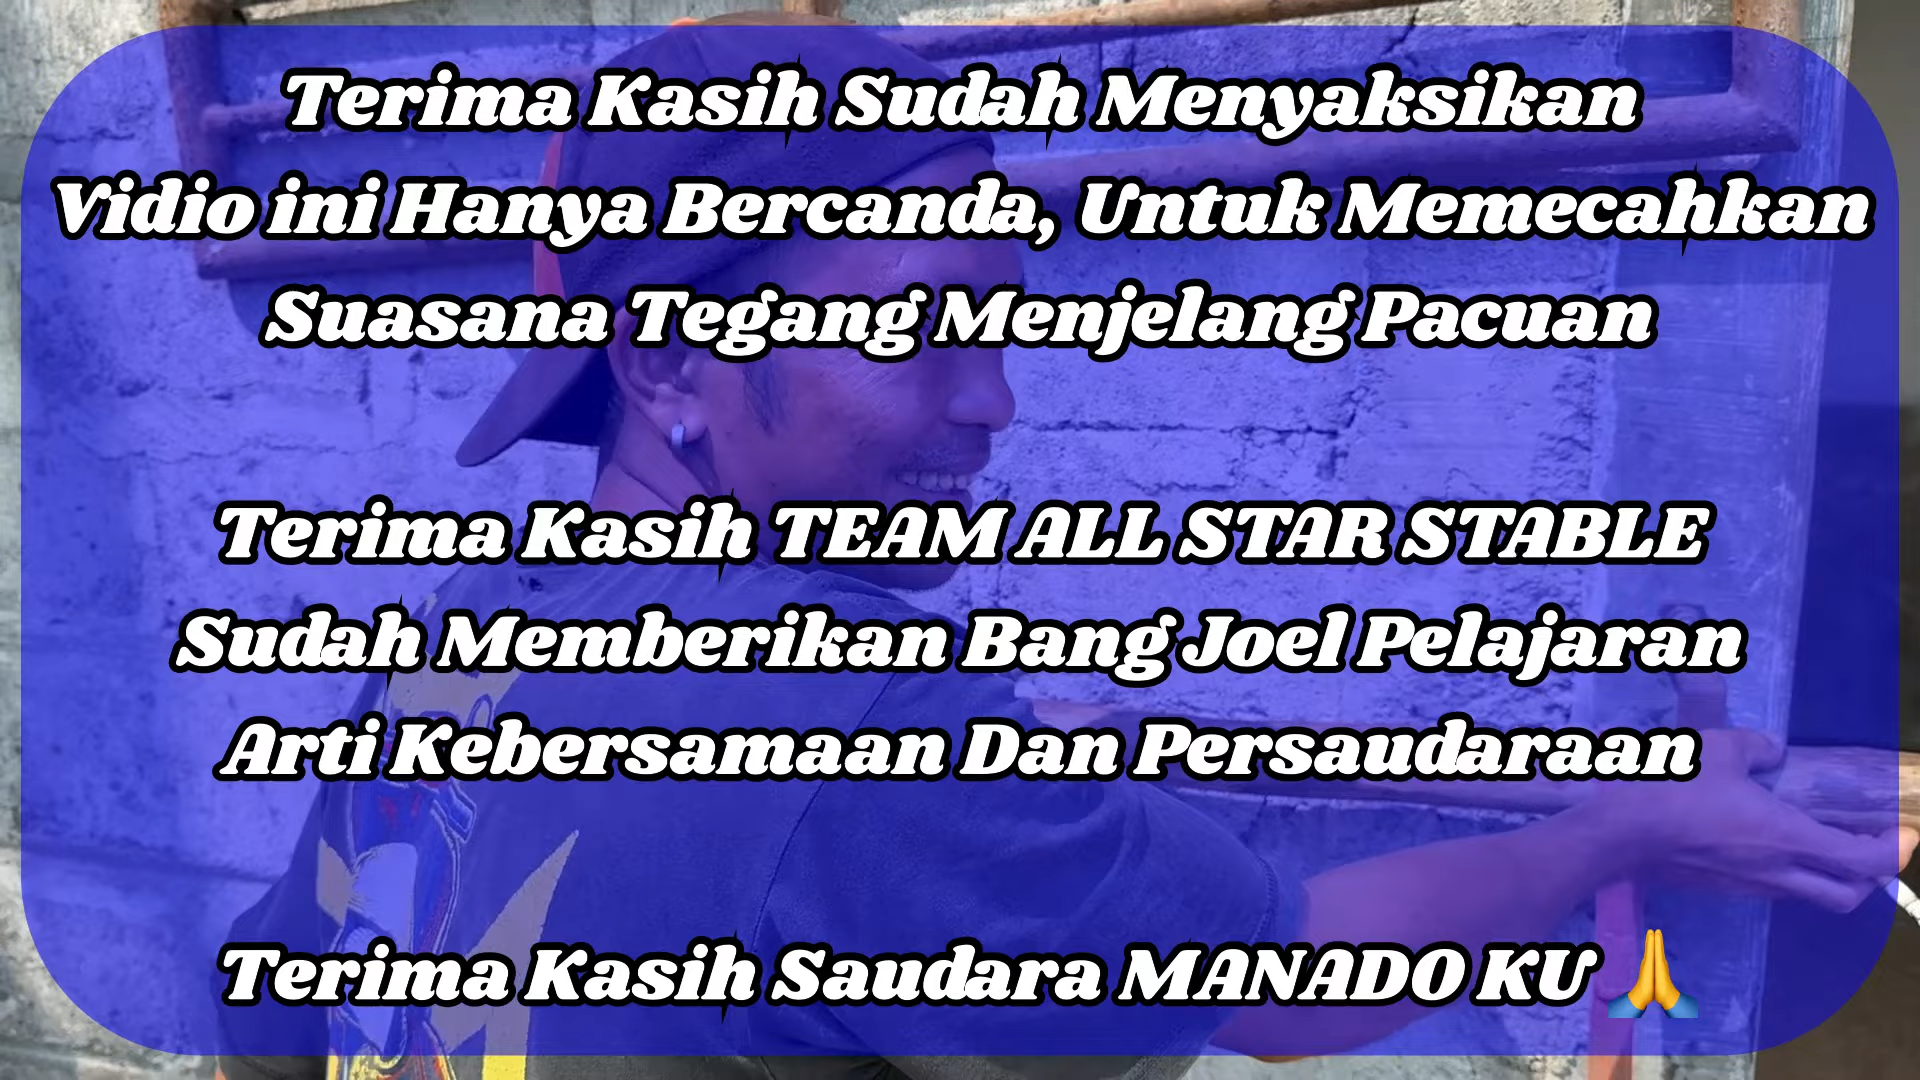 Terima Kasih Sudah Menyaksikan
Vidio ini Hanya Bercanda, Untuk Memecahkan
Suasana Tegang Menjelang Pacuan
Terima Kasih TEAM ALL STAR STABLE
Sudah Memberikan Bang Joel Pelajaran
Arti Kebersamaan Dan Persaudaraan
Terima Kasih Saudara MANADO KU 🙏